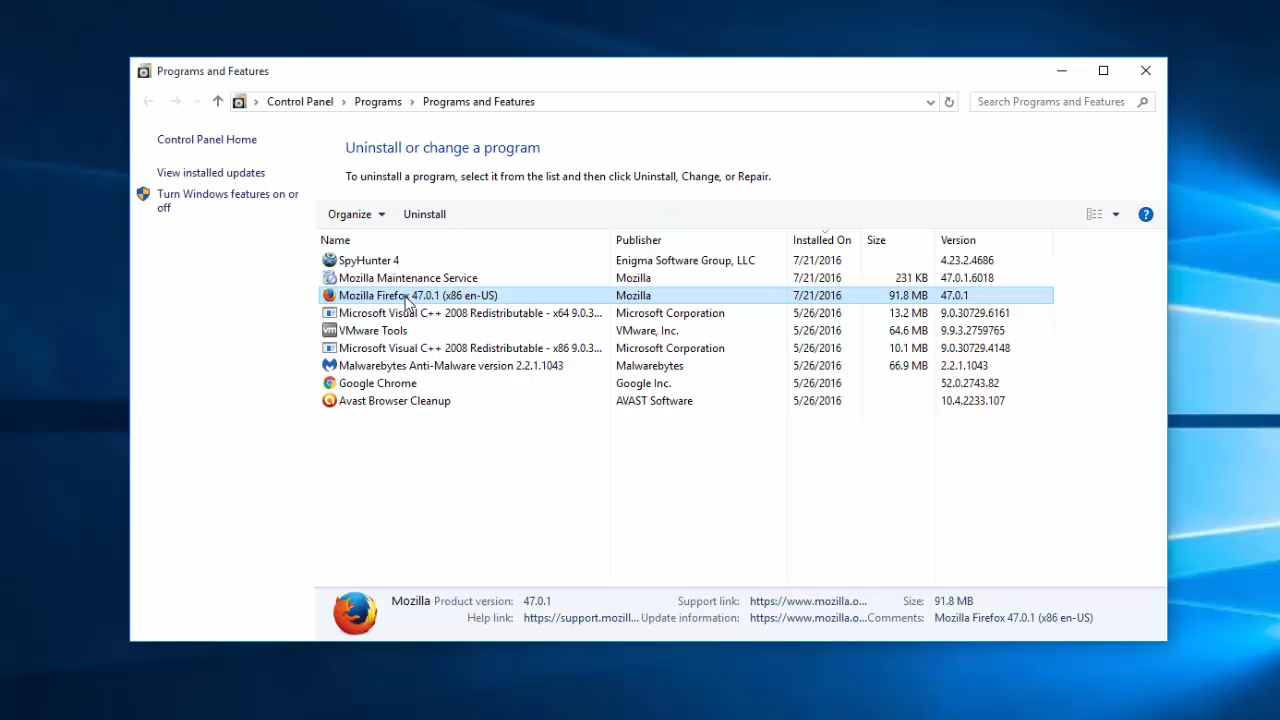 Programs and Features
Control Panel > Programs > Programs and Features
Search Programs and Features
Control Panel Home
View installed updates
Turn Windows features on or
off
Uninstall or change a program
To uninstall a program, select it from the list and then click Uninstall, Change, or Repair.
Organize Uninstall
Name Publisher Installed On Size Version
SpyHunter 4 Enigma Software Group, LLC 7/21/2016 4.23.2.4686
Mozilla Maintenance Service Mozilla 7/21/2016 231 KB 47.0.1.6018
Mozilla Firefox 47.0.1 (x86 en-US) Mozilla 7/21/2016 91.8 MB 47.0.1
Microsoft Visual C++ 2008 Redistributable - x64 9.0.3... Microsoft Corporation 5/26/2016 13.2 MB 9.0.30729.6161
vm VMware Tools VMware, Inc. 5/26/2016 64.6 MB 9.9.3.2759765
Microsoft Visual C++ 2008 Redistributable - x86 9.0.3... Microsoft Corporation 5/26/2016 10.1 MB 9.0.30729.4148
Malwarebytes Anti-Malware version 2.2.1.1043 Malwarebytes 5/26/2016 66.9 MB 2.2.1.1043
Google Chrome Google Inc. 5/26/2016 52.0.2743.82
Avast Browser Cleanup AVAST Software 5/26/2016 10.4.2233.107
Mozilla Product version: 47.0.1 Support link: https://www.mozilla.o... Size: 91.8 MB
Help link: https://support.mozill... Update information: https://www.mozilla.o... Comments: Mozilla Firefox 47.0.1 (x86 en-US)